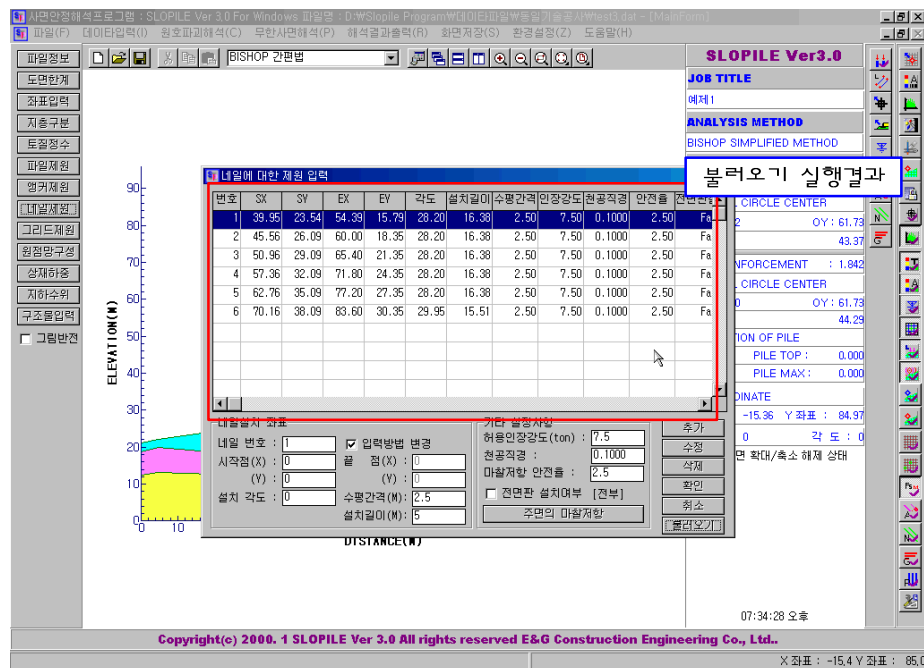 사면안정해석프로그램 : SLOPILE Ver 3.0 For Windows 파일명 : D:₩Slopile Program₩데이타파일₩동일기술공사₩test3.dat - [MainForm]
파일(F) 데이타입력(I) 원호파괴해석(C) 무한사면해석(P) 해석결과출력(R) 화면저장(S) 환경설정(Z) 도움말(H)
BISHOP 간편법
파일정보
도면한계
좌표입력
지층구분
토질정수
파일제원
앵커제원
네일제원
그리드제원
원점망구성
상재하중
지하수위
구조물입력
그림반전
ELEVATION(M)
90
80
70
60
50
40
30
20
10
0
0 10
DISTANCE(M)
네일에 대한 제원 입력
번호 SX SY EX EY 각도 설치길이 수평간격 인장강도 천공직경 안전율
1 39.95 23.54 54.39 15.79 28.20 16.38 2.50 7.50 0.1000 2.50 Fa
2 45.56 26.09 60.00 18.35 28.20 16.38 2.50 7.50 0.1000 2.50 Fa
3 50.96 29.09 65.40 21.35 28.20 16.38 2.50 7.50 0.1000 2.50 Fa
4 57.36 32.09 71.80 24.35 28.20 16.38 2.50 7.50 0.1000 2.50 Fa
5 62.76 35.09 77.20 27.35 28.20 16.38 2.50 7.50 0.1000 2.50 Fa
6 70.16 38.09 83.60 30.35 29.95 15.51 2.50 7.50 0.1000 2.50 Fa
네일설치 좌표
네일 번호 : 1 입력방법 변경
시작점(X) : 0 끝 점(X) : 0
(Y) : 0 (Y) : 0
설치 각도 : 0 수평간격(M): 2.5
설치길이(M): 5
기타 설정사항
허용인장강도(ton) : 7.5
천공직경 : 0.1000
마찰저항 안전율 : 2.5
전면판 설치여부 [전부]
주면의 마찰저항
추가
수정
삭제
확인
취소
불러오기
불러오기 실행결과
SLOPILE Ver3.0
JOB TITLE
예제1
ANALYSIS METHOD
BISHOP SIMPLIFIED METHOD
CIRCLE CENTER
2 OY : 61.73
43.37
NFORCEMENT : 1.842
CIRCLE CENTER
0 OY : 61.73
44.29
ION OF PILE
PILE TOP : 0.000
PILE MAX : 0.000
DINATE
-15.36 Y 좌표 : 84.97
0 각 도 : 0
면 확대/축소 해제 상태
07:34:28 오후
Copyright(c) 2000. 1 SLOPILE Ver 3.0 All rights reserved E&G Construction Engineering Co., Ltd..
X 좌표 : -15,4 Y 좌표 : 85,0